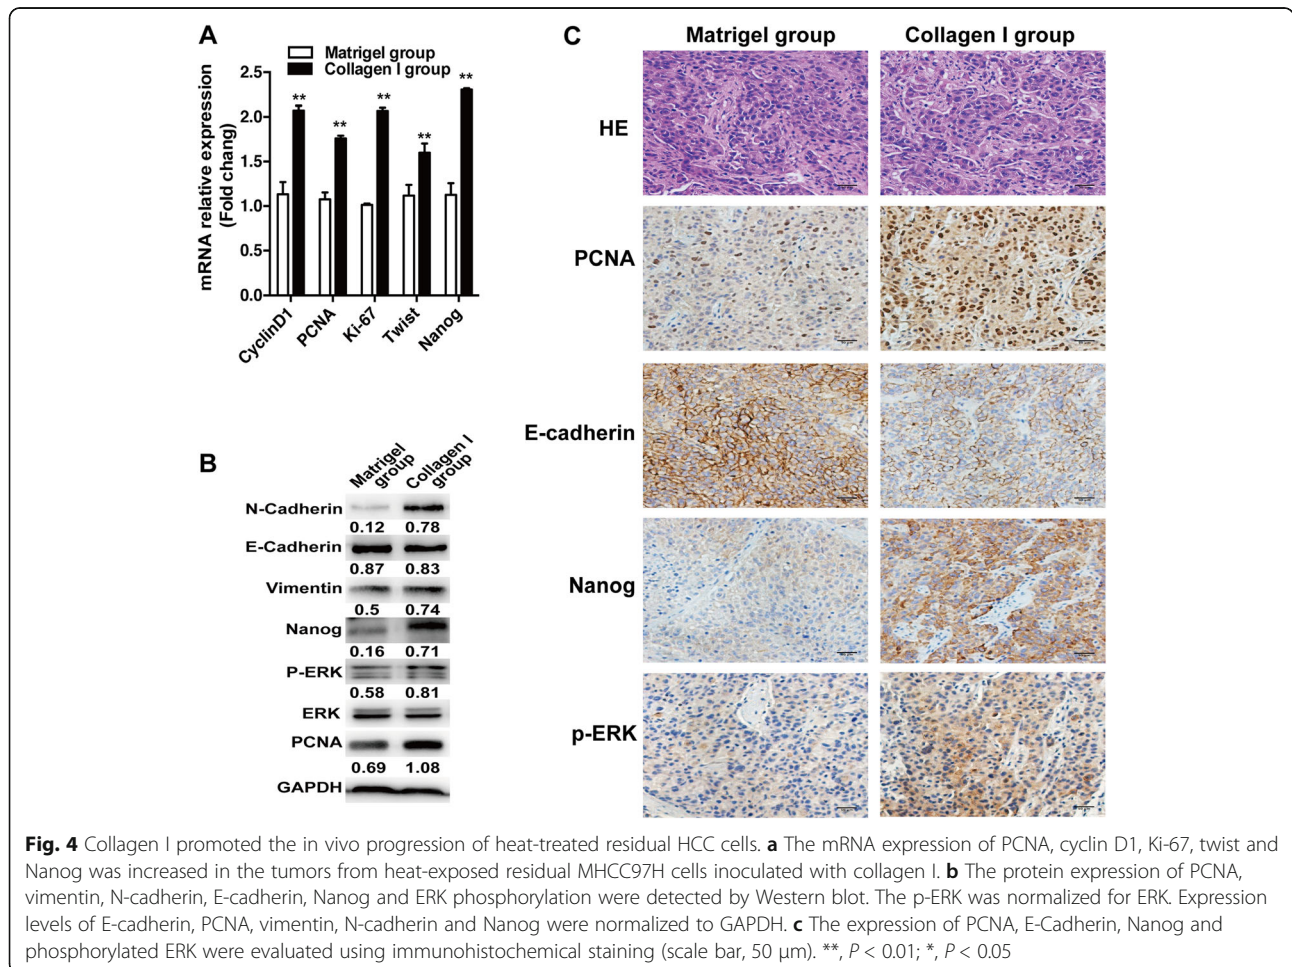 A
Matrigel group
Collagen I group
mRNA relative expression
(Fold chang)
2.5
2.0
1.5
1.0
0.5
0.0
** ** ** ** **
CyclinD1 PCNA Ki-67 Twist Nanog
B
Matrigel group
Collagen I group
N-Cadherin
0.12 0.78
E-Cadherin
0.87 0.83
Vimentin
0.5 0.74
Nanog
0.16 0.71
P-ERK
0.58 0.81
ERK
PCNA
0.69 1.08
GAPDH
C
Matrigel group Collagen I group
HE
PCNA
E-cadherin
Nanog
p-ERK
Fig. 4 Collagen I promoted the in vivo progression of heat-treated residual HCC cells. a The mRNA expression of PCNA, cyclin D1, Ki-67, twist and
Nanog was increased in the tumors from heat-exposed residual MHCC97H cells inoculated with collagen I. b The protein expression of PCNA,
vimentin, N-cadherin, E-cadherin, Nanog and ERK phosphorylation were detected by Western blot. The p-ERK was normalized for ERK. Expression
levels of E-cadherin, PCNA, vimentin, N-cadherin and Nanog were normalized to GAPDH. c The expression of PCNA, E-Cadherin, Nanog and
phosphorylated ERK were evaluated using immunohistochemical staining (scale bar, 50 μm). **, P < 0.01; *, P < 0.05